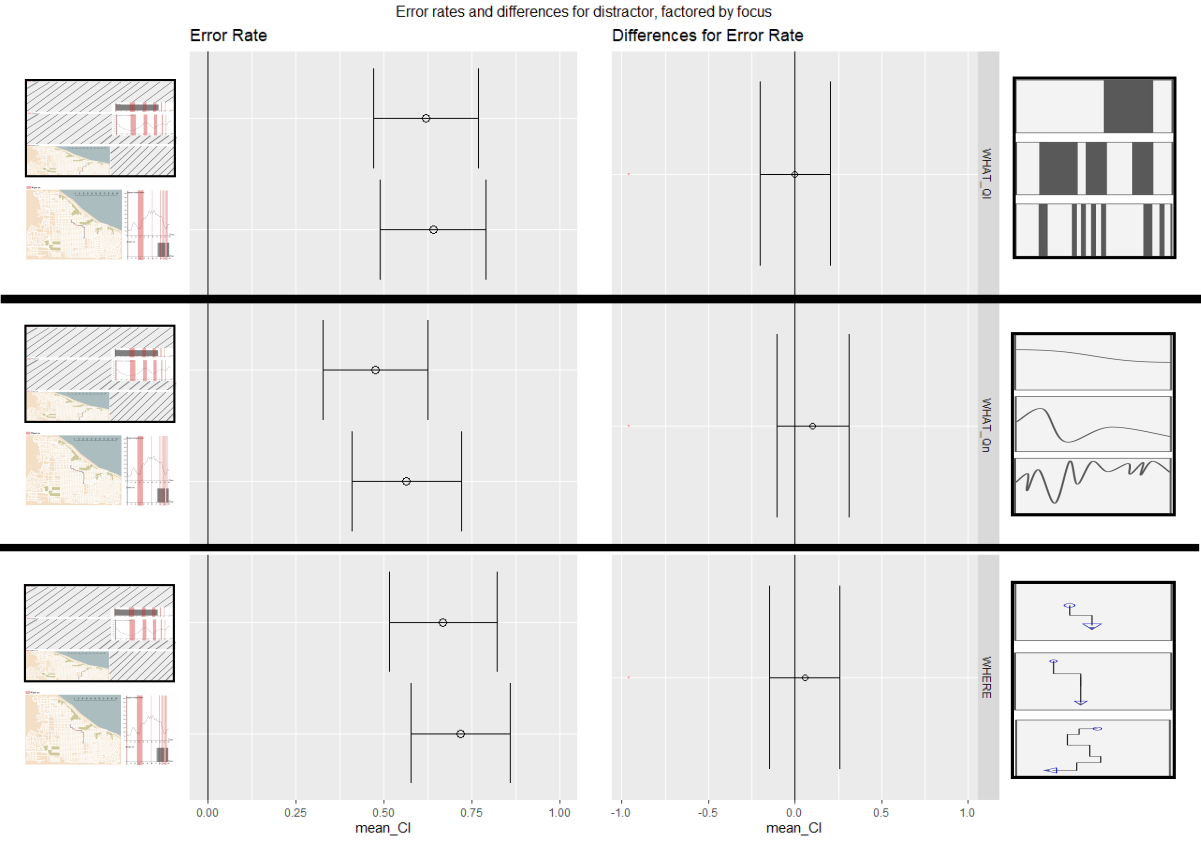 Error rates and differences for distractor, factored by focus
Error Rate
Differences for Error Rate
WHAT_Ql
WHAT_Qn
WHERE
0.00 0.25 0.50 0.75 1.00
mean_CI
-1.0 -0.5 0.0 0.5 1.0
mean_CI